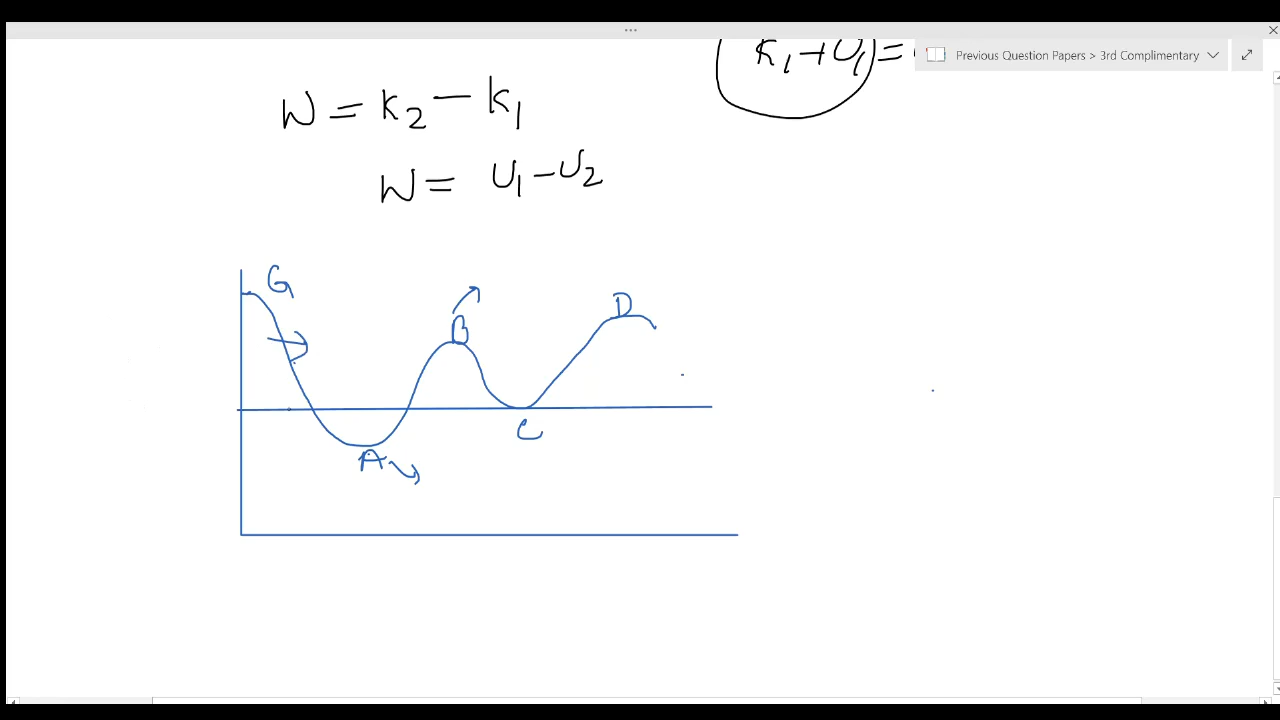 K₁ + U₁ =
Previous Question Papers > 3rd Complimentary
W = K₂ − K₁
W = U₁ − U₂
G
B
D
C
A